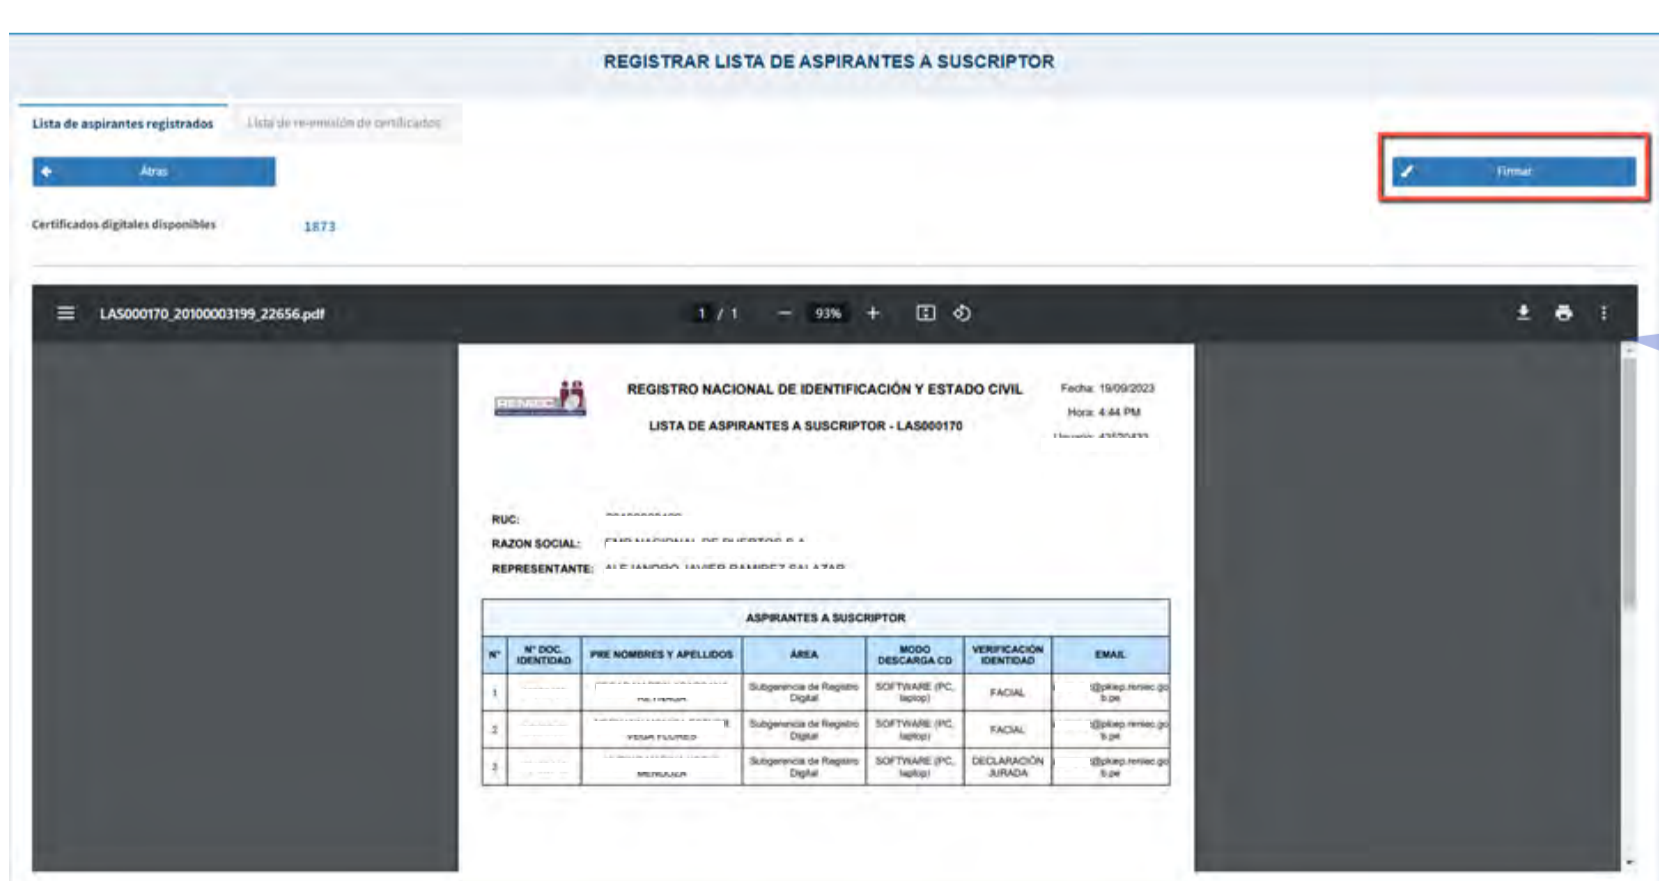 REGISTRAR LISTA DE ASPIRANTES A SUSCRIPTOR
Lista de aspirantes registrados Lista de re-emisión de certificados
Atras Firmar
Certificados digitales disponibles 1873
LAS000170_20100003199_22656.pdf 1 / 1 93%
RENIEC
REGISTRO NACIONAL DE IDENTIFICACIÓN Y ESTADO CIVIL Fecha: 19/09/2023
Hora: 4:44 PM
LISTA DE ASPIRANTES A SUSCRIPTOR - LAS000170
RUC:
RAZON SOCIAL:
REPRESENTANTE:
ASPIRANTES A SUSCRIPTOR
N° N° DOC. IDENTIDAD PRE NOMBRES Y APELLIDOS ÁREA MODO DESCARGA CD VERIFICACIÓN IDENTIDAD EMAIL
1 Subgerencia de Registro Digital SOFTWARE (PC, laptop) FACIAL @pkiep.reniec.gob.pe
2 Subgerencia de Registro Digital SOFTWARE (PC, laptop) FACIAL @pkiep.reniec.gob.pe
3 Subgerencia de Registro Digital SOFTWARE (PC, laptop) DECLARACIÓN JURADA @pkiep.reniec.gob.pe